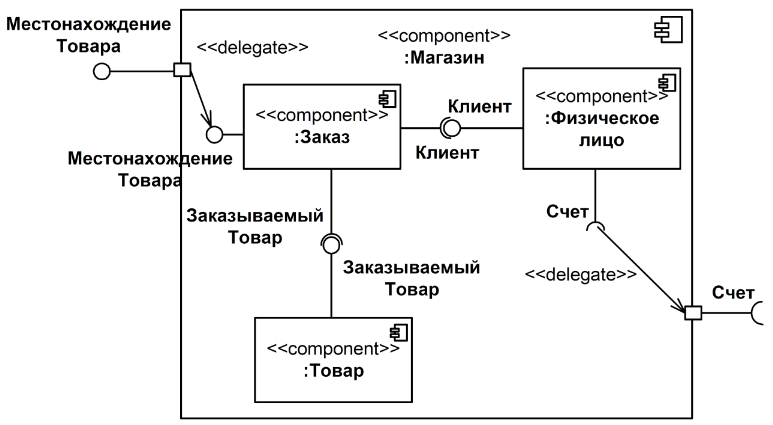 Местонахождение
Товара
<<delegate>>
<<component>>
:Магазин
<<component>>
:Заказ
Клиент
Клиент
<<component>>
:Физическое
лицо
Местонахождение
Товара
Заказываемый
Товар
Заказываемый
Товар
Счет
<<delegate>>
Счет
<<component>>
:Товар